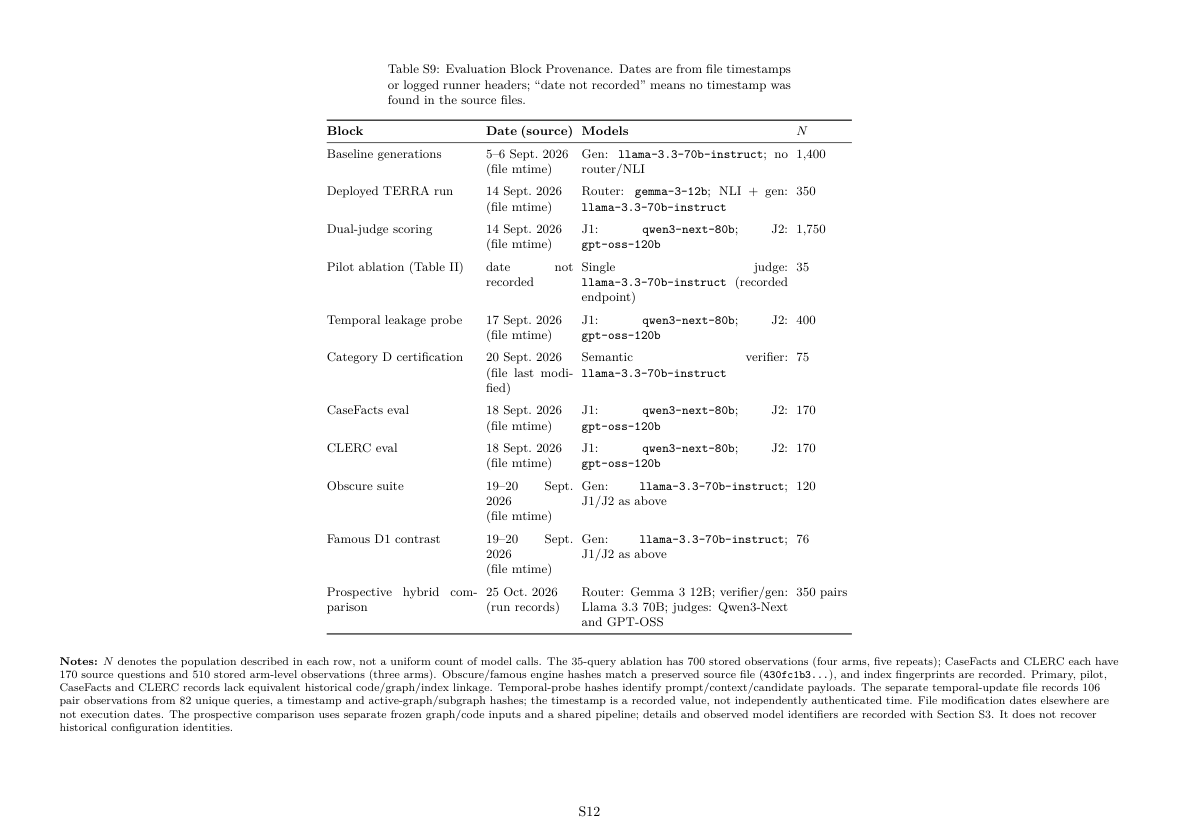 Table S9: Evaluation Block Provenance. Dates are from file timestamps
or logged runner headers; “date not recorded” means no timestamp was
found in the source files.
Block Date (source) Models N
Baseline generations 5–6 Sept. 2026 Gen: llama-3.3-70b-instruct; no 1,400
(file mtime) router/NLI
Deployed TERRA run 14 Sept. 2026 Router: gemma-3-12b; NLI + gen: 350
(file mtime) llama-3.3-70b-instruct
Dual-judge scoring 14 Sept. 2026 J1: qwen3-next-80b; J2: 1,750
(file mtime) gpt-oss-120b
Pilot ablation (Table II) date not Single judge: 35
recorded llama-3.3-70b-instruct (recorded
endpoint)
Temporal leakage probe 17 Sept. 2026 J1: qwen3-next-80b; J2: 400
(file mtime) gpt-oss-120b
Category D certification 20 Sept. 2026 Semantic verifier: 75
(file last modi- llama-3.3-70b-instruct
fied)
CaseFacts eval 18 Sept. 2026 J1: qwen3-next-80b; J2: 170
(file mtime) gpt-oss-120b
CLERC eval 18 Sept. 2026 J1: qwen3-next-80b; J2: 170
(file mtime) gpt-oss-120b
Obscure suite 19–20 Sept. Gen: llama-3.3-70b-instruct; 120
2026 J1/J2 as above
(file mtime)
Famous D1 contrast 19–20 Sept. Gen: llama-3.3-70b-instruct; 76
2026 J1/J2 as above
(file mtime)
Prospective hybrid com- 25 Oct. 2026 Router: Gemma 3 12B; verifier/gen: 350 pairs
parison (run records) Llama 3.3 70B; judges: Qwen3-Next
and GPT-OSS
Notes: N denotes the population described in each row, not a uniform count of model calls. The 35-query ablation has 700 stored observations (four arms, five repeats); CaseFacts and CLERC each have
170 source questions and 510 stored arm-level observations (three arms). Obscure/famous engine hashes match a preserved source file (430fc1b3...), and index fingerprints are recorded. Primary, pilot,
CaseFacts and CLERC records lack equivalent historical code/graph/index linkage. Temporal-probe hashes identify prompt/context/candidate payloads. The separate temporal-update file records 106
pair observations from 82 unique queries, a timestamp and active-graph/subgraph hashes; the timestamp is a recorded value, not independently authenticated time. File modification dates elsewhere are
not execution dates. The prospective comparison uses separate frozen graph/code inputs and a shared pipeline; details and observed model identifiers are recorded with Section S3. It does not recover
historical configuration identities.
S12